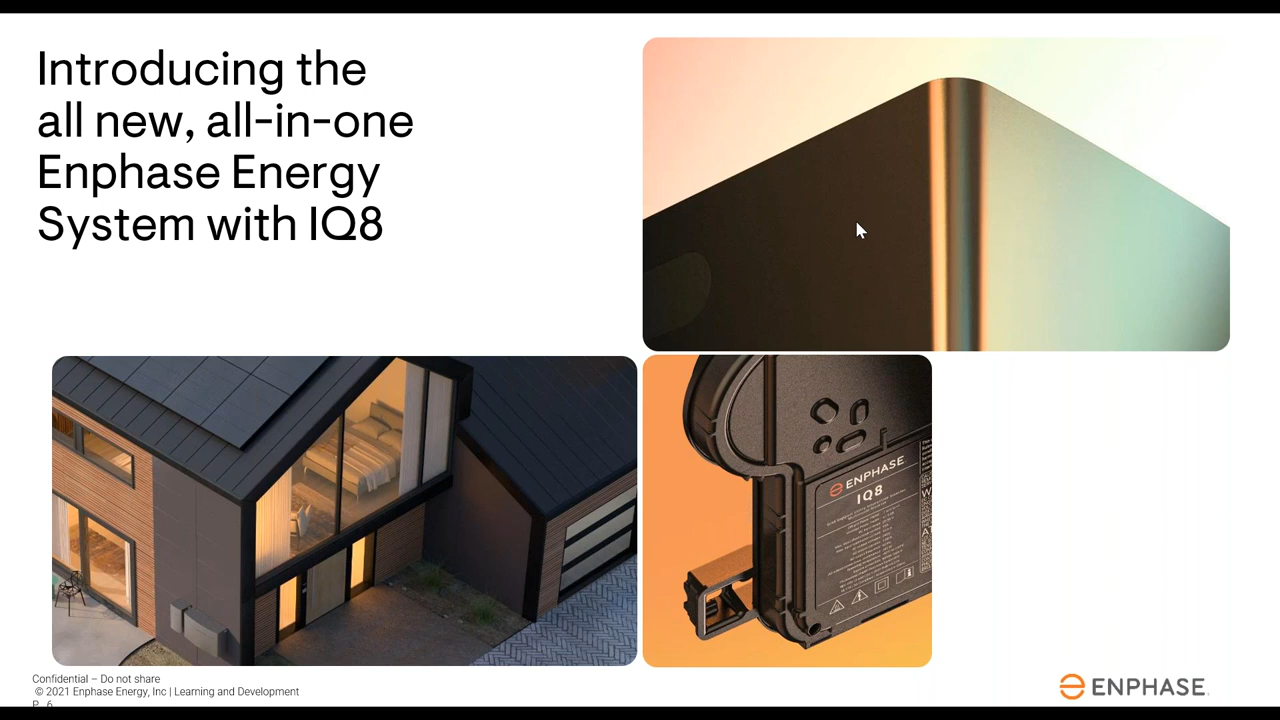 Introducing the
all new, all-in-one
Enphase Energy
System with IQ8
ENPHASE
IQ8
Confidential – Do not share
© 2021 Enphase Energy, Inc | Learning and Development
P 6
ENPHASE